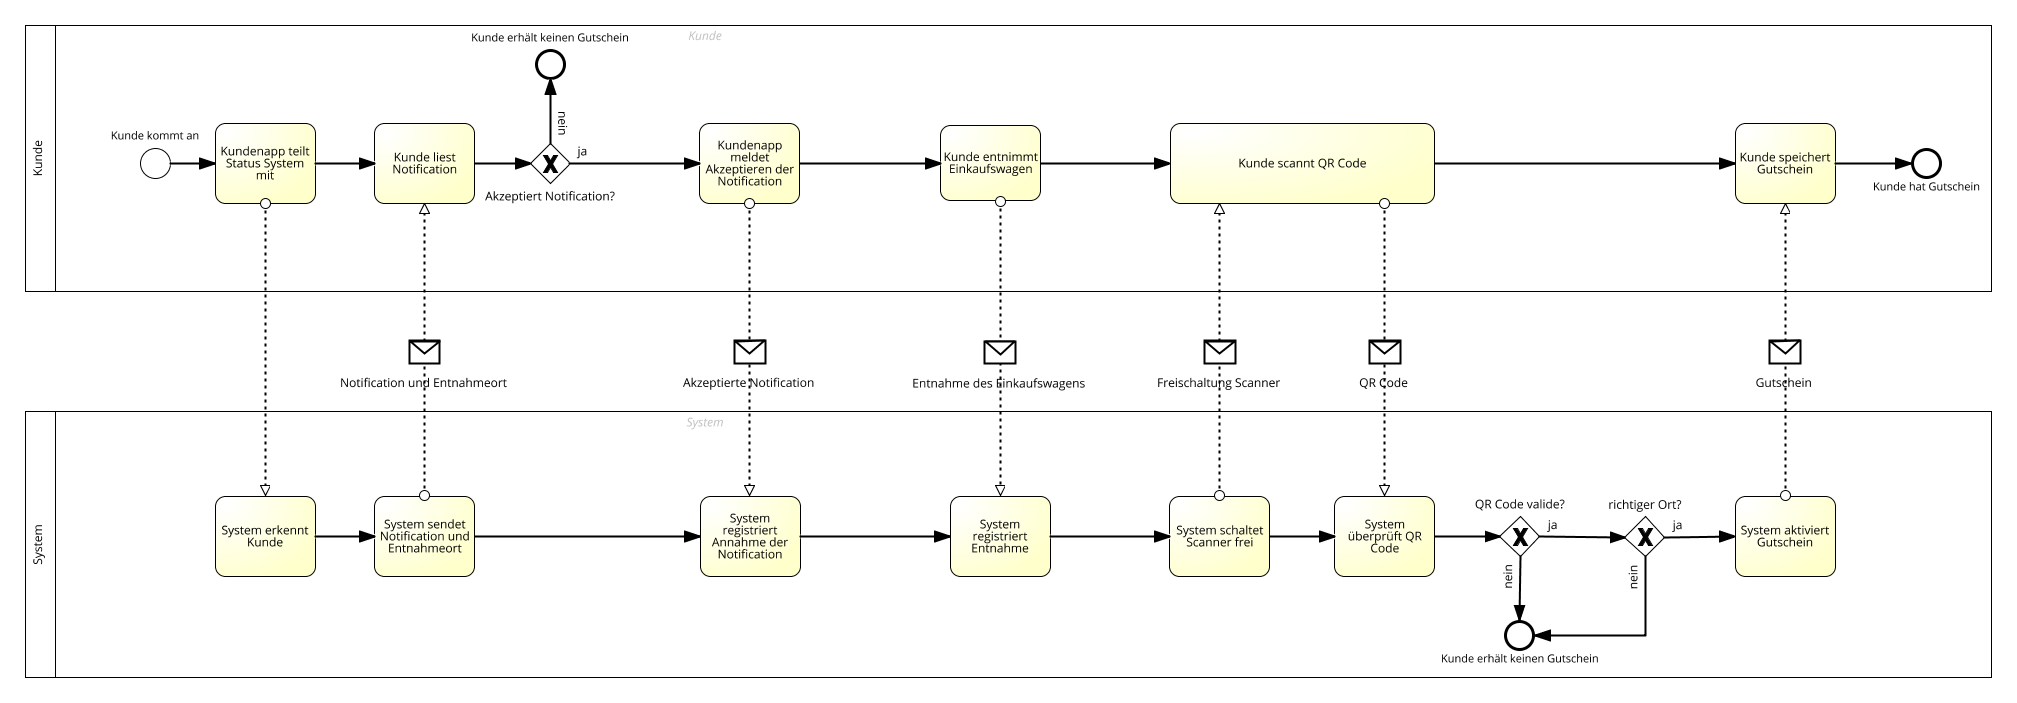 Kunde
Kunde
Kunde erhält keinen Gutschein
nein
Kunde kommt an
Kundenapp teilt
Status System
mit
Kunde liest
Notification
ja
Akzeptiert Notification?
Kundenapp
meldet
Akzeptieren der
Notification
Kunde entnimmt
Einkaufswagen
Kunde scannt QR Code
Kunde speichert
Gutschein
Kunde hat Gutschein
Notification und Entnahmeort
Akzeptierte Notification
Entnahme des Einkaufswagens
Freischaltung Scanner
QR Code
Gutschein
System
System
System erkennt
Kunde
System sendet
Notification und
Entnahmeort
System
registriert
Annahme der
Notification
System
registriert
Entnahme
System schaltet
Scanner frei
System
überprüft QR
Code
QR Code valide?
ja
nein
richtiger Ort?
ja
nein
System aktiviert
Gutschein
Kunde erhält keinen Gutschein